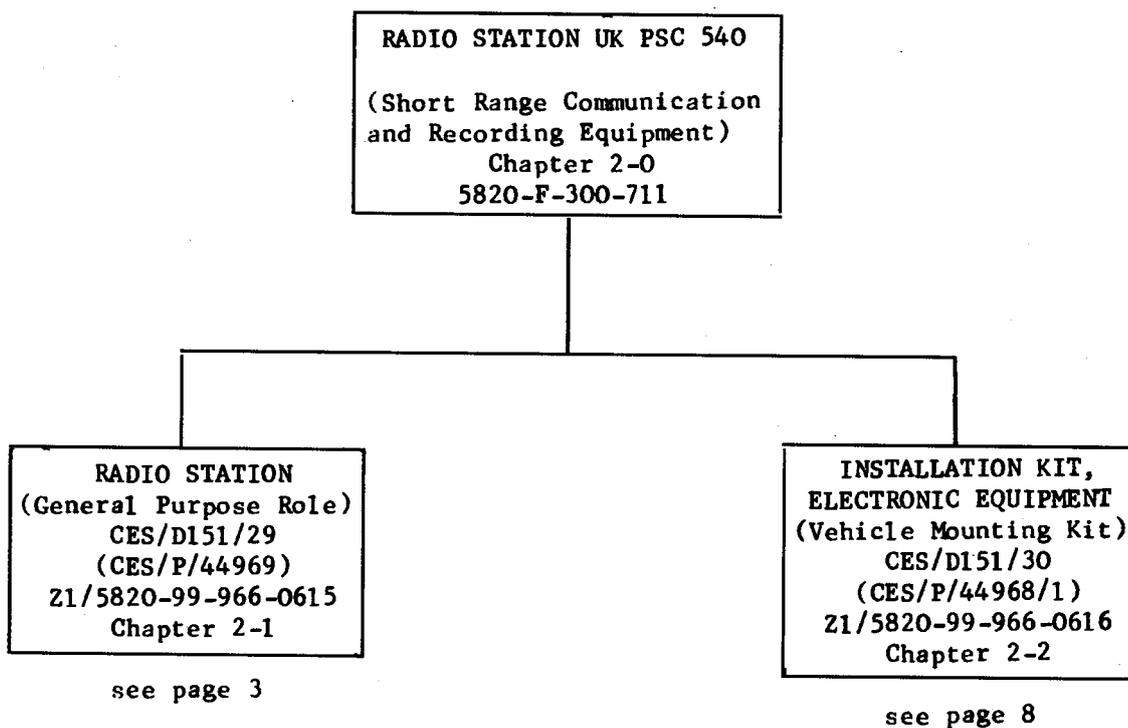 RADIO STATION UK PSC 540
(Short Range Communication
and Recording Equipment)
Chapter 2-0
5820-F-300-711
RADIO STATION
(General Purpose Role)
CES/D151/29
(CES/P/44969)
Z1/5820-99-966-0615
Chapter 2-1
see page 3
INSTALLATION KIT,
ELECTRONIC EQUIPMENT
(Vehicle Mounting Kit)
CES/D151/30
(CES/P/44968/1)
Z1/5820-99-966-0616
Chapter 2-2
see page 8